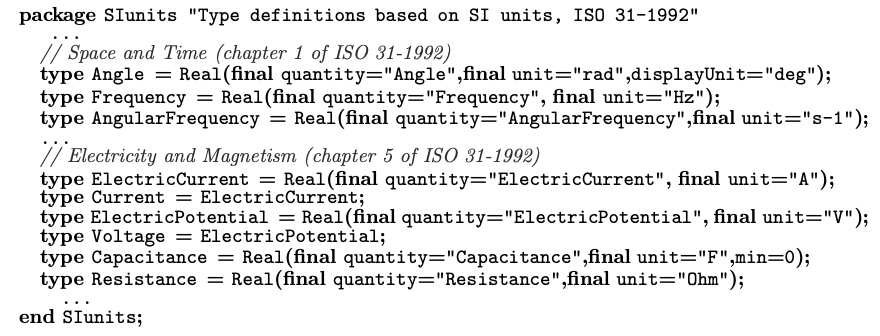 package SIunits "Type definitions based on SI units, ISO 31-1992"
...
// Space and Time (chapter 1 of ISO 31-1992)
type Angle = Real(final quantity="Angle",final unit="rad",displayUnit="deg");
type Frequency = Real(final quantity="Frequency", final unit="Hz");
type AngularFrequency = Real(final quantity="AngularFrequency",final unit="s-1");
...
// Electricity and Magnetism (chapter 5 of ISO 31-1992)
type ElectricCurrent = Real(final quantity="ElectricCurrent", final unit="A");
type Current = ElectricCurrent;
type ElectricPotential = Real(final quantity="ElectricPotential", final unit="V");
type Voltage = ElectricPotential;
type Capacitance = Real(final quantity="Capacitance",final unit="F",min=0);
type Resistance = Real(final quantity="Resistance",final unit="Ohm");
...
end SIunits;